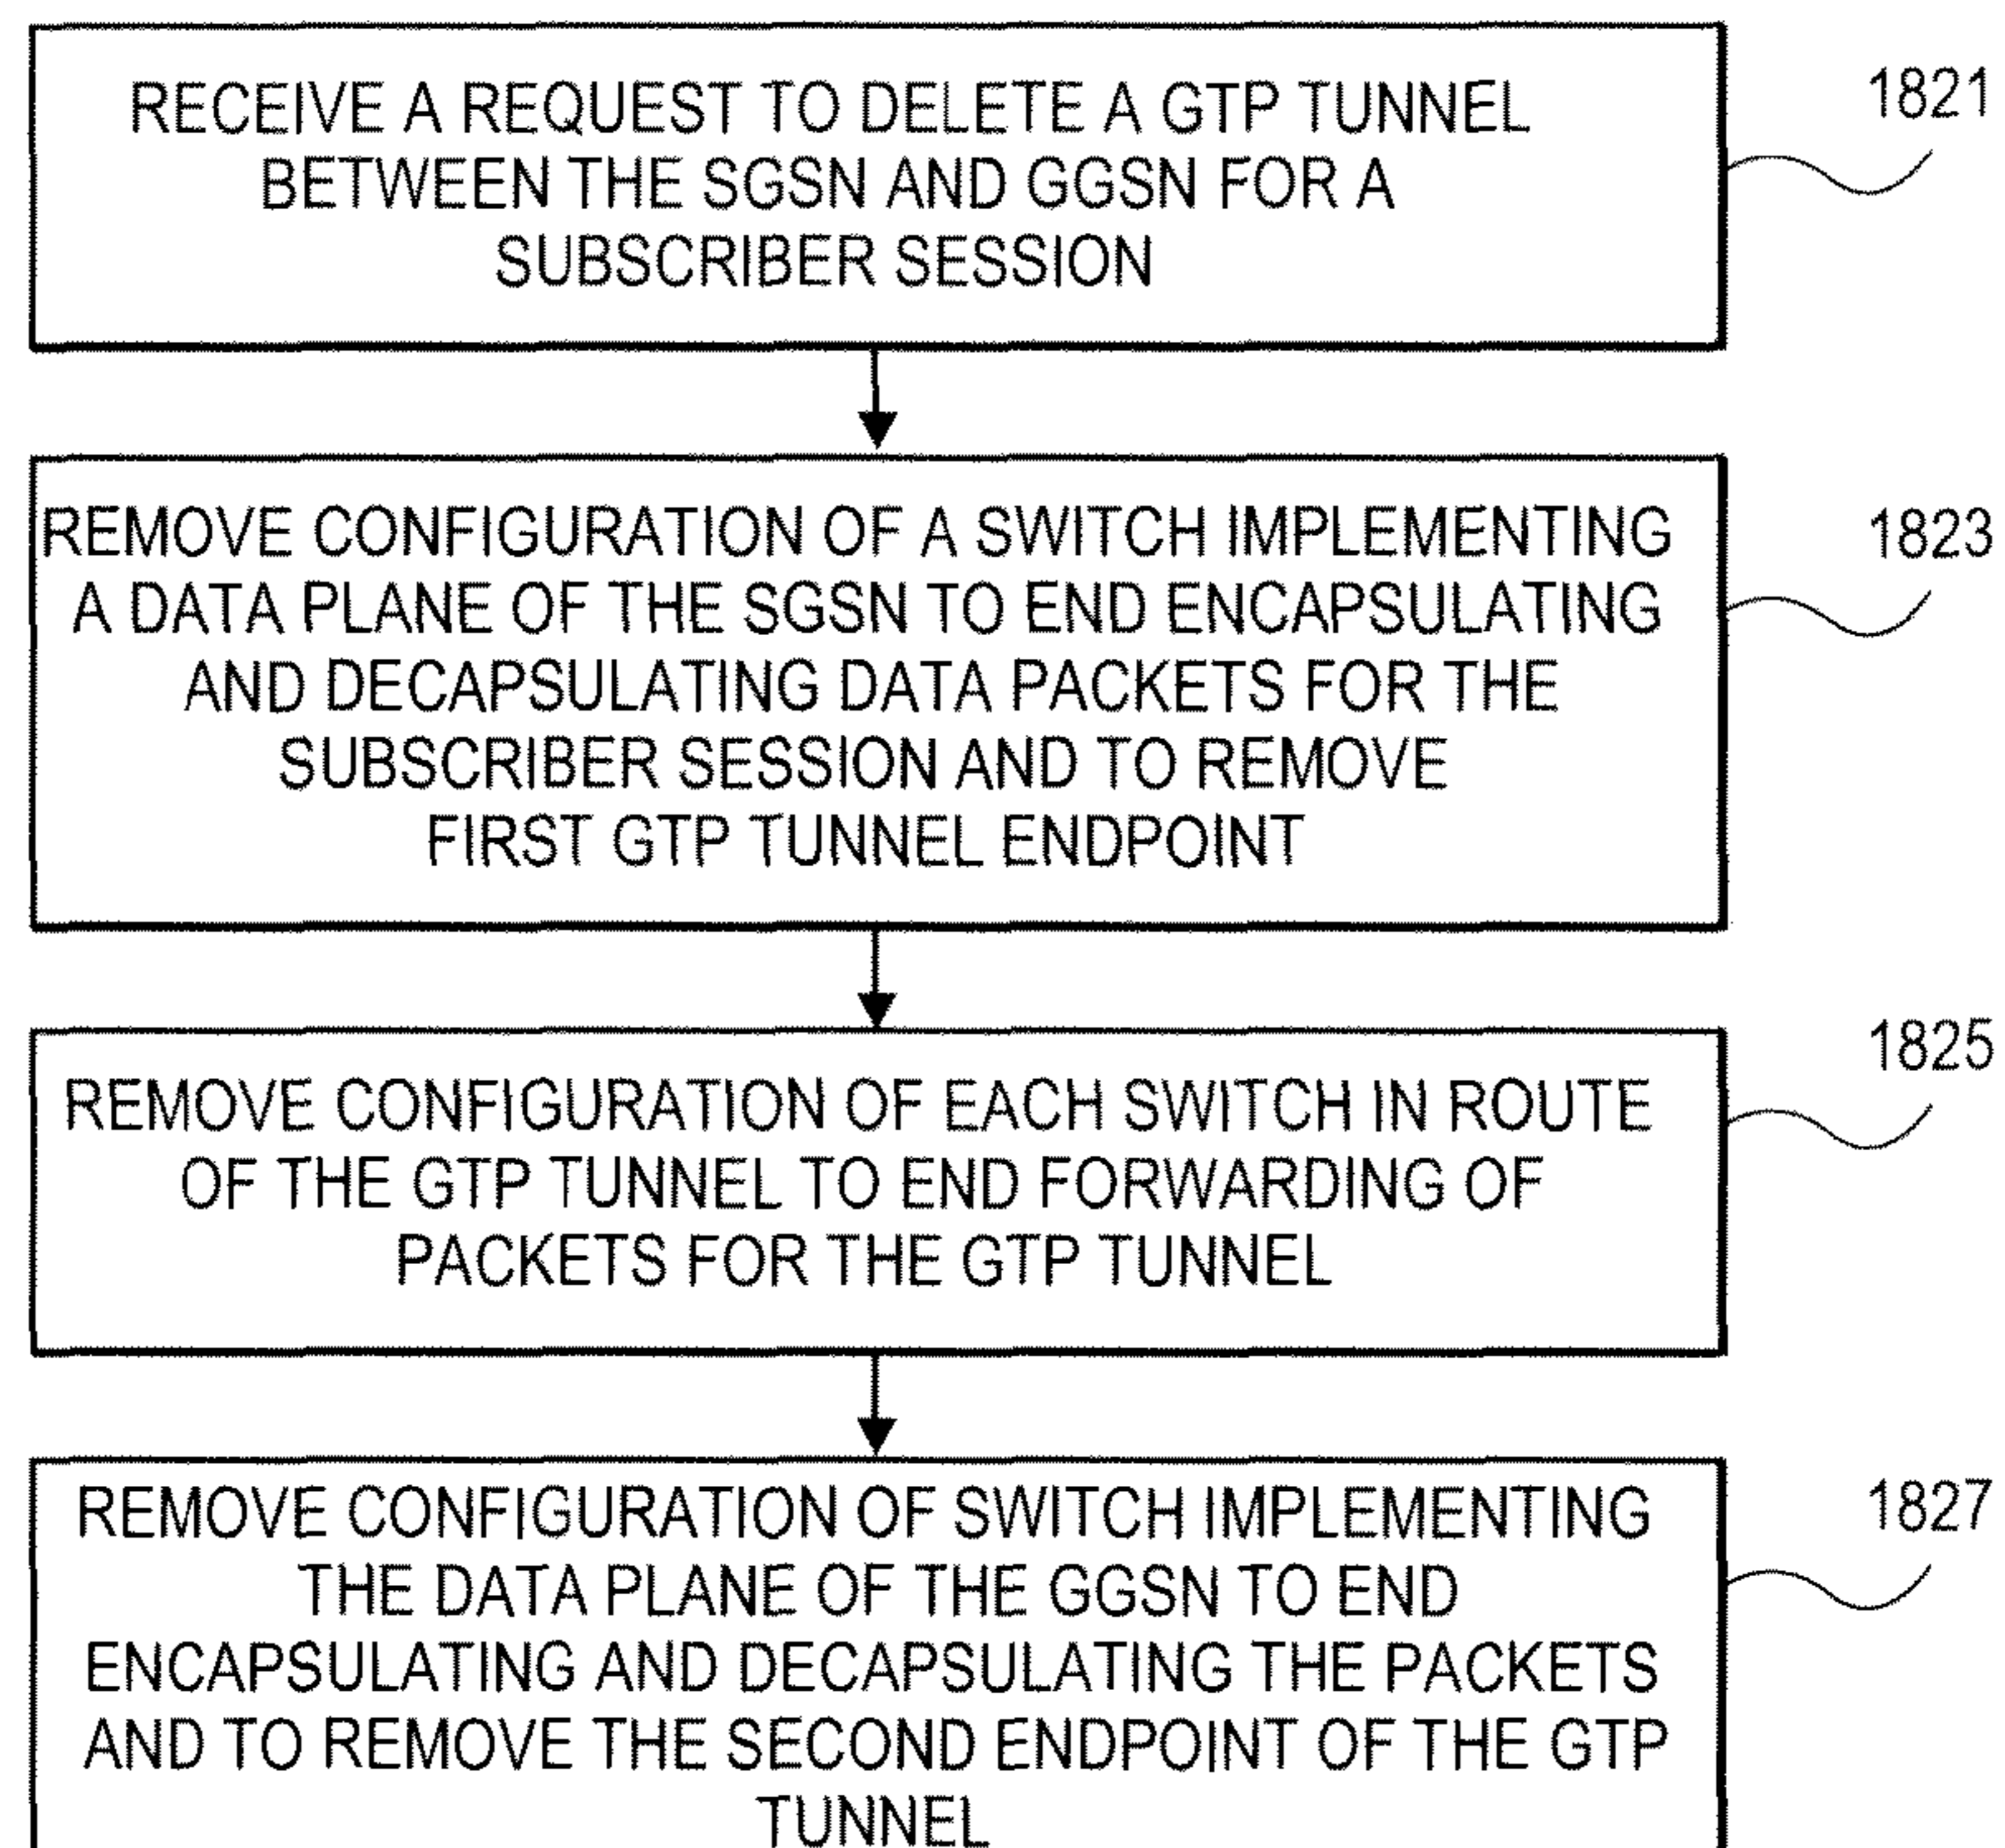 RECEIVE A REQUEST TO DELETE A GTP TUNNEL
BETWEEN THE SGSN AND GGSN FOR A
SUBSCRIBER SESSION
1821
REMOVE CONFIGURATION OF A SWITCH IMPLEMENTING
A DATA PLANE OF THE SGSN TO END ENCAPSULATING
AND DECAPSULATING DATA PACKETS FOR THE
SUBSCRIBER SESSION AND TO REMOVE
FIRST GTP TUNNEL ENDPOINT
1823
REMOVE CONFIGURATION OF EACH SWITCH IN ROUTE
OF THE GTP TUNNEL TO END FORWARDING OF
PACKETS FOR THE GTP TUNNEL
1825
REMOVE CONFIGURATION OF SWITCH IMPLEMENTING
THE DATA PLANE OF THE GGSN TO END
ENCAPSULATING AND DECAPSULATING THE PACKETS
AND TO REMOVE THE SECOND ENDPOINT OF THE GTP
TUNNEL
1827